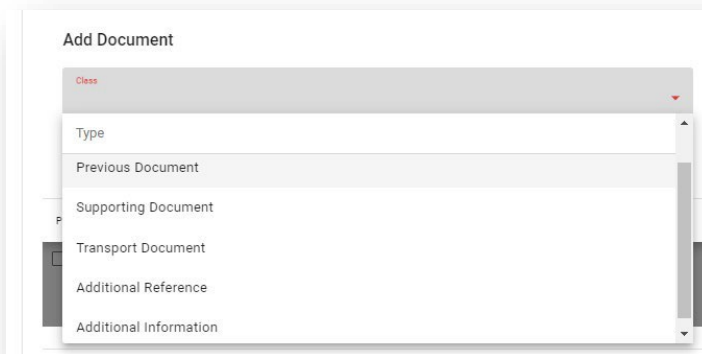 Add Document
Class
Type
Previous Document
Supporting Document
Transport Document
Additional Reference
Additional Information
P